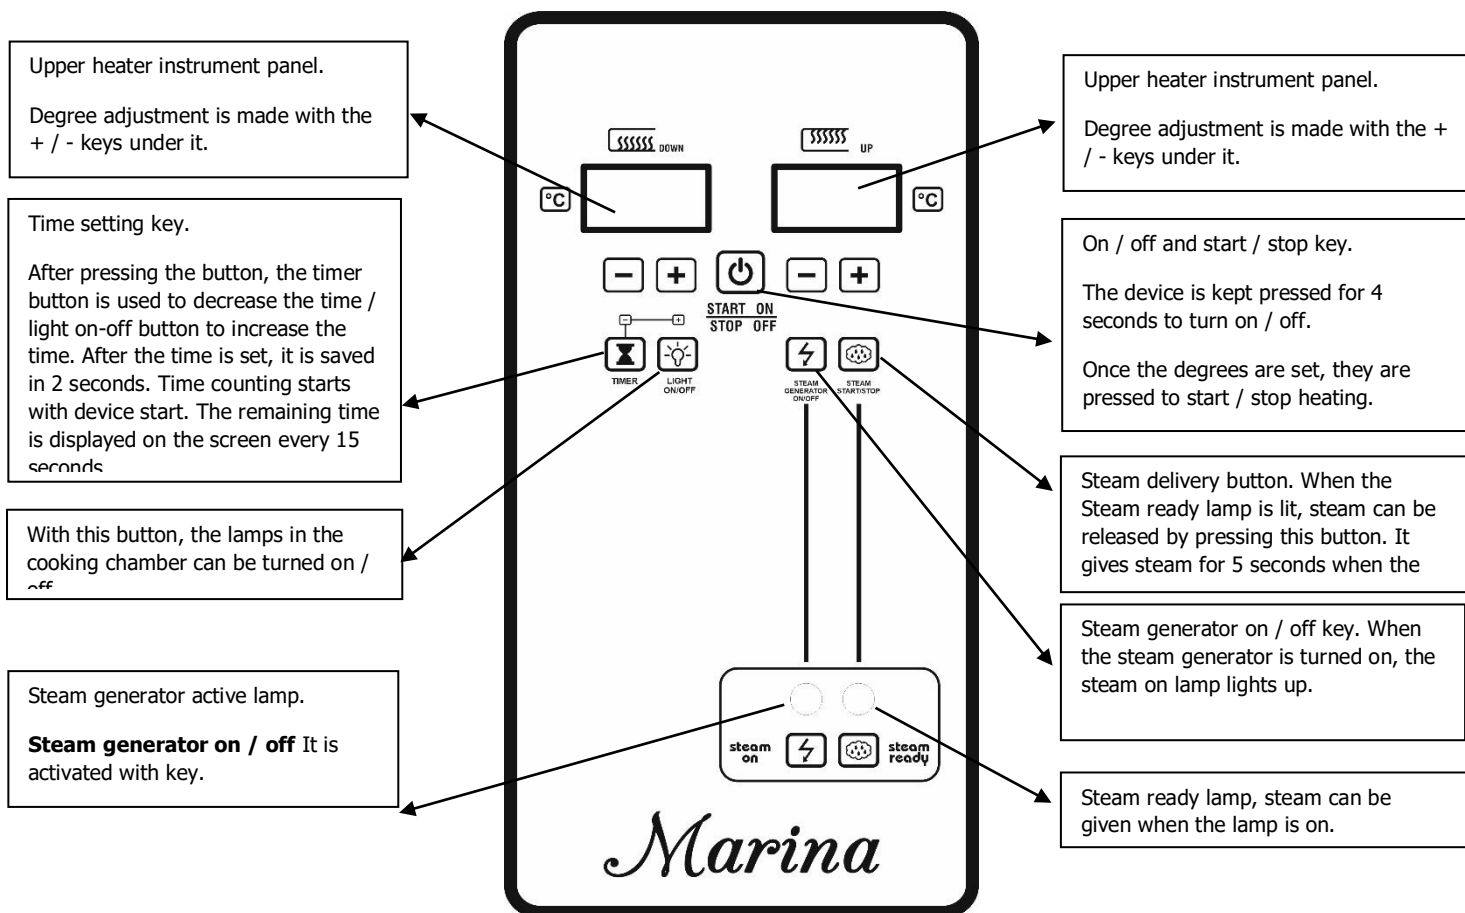 Upper heater instrument panel.
Degree adjustment is made with the
+ / - keys under it.
Time setting key.
After pressing the button, the timer
button is used to decrease the time /
light on-off button to increase the
time. After the time is set, it is saved
in 2 seconds. Time counting starts
with device start. The remaining time
is displayed on the screen every 15
seconds
With this button, the lamps in the
cooking chamber can be turned on /
off
Steam generator active lamp.
Steam generator on / off It is
activated with key.
DOWN
UP
°C
°C
- +
- +
START ON
STOP OFF
- +
TIMER
LIGHT
ON/OFF
STEAM
GENERATOR
ON/OFF
STEAM
START/STOP
steam
on
steam
ready
Marina
Upper heater instrument panel.
Degree adjustment is made with the +
/ - keys under it.
On / off and start / stop key.
The device is kept pressed for 4
seconds to turn on / off.
Once the degrees are set, they are
pressed to start / stop heating.
Steam delivery button. When the
Steam ready lamp is lit, steam can be
released by pressing this button. It
gives steam for 5 seconds when the
Steam generator on / off key. When
the steam generator is turned on, the
steam on lamp lights up.
Steam ready lamp, steam can be
given when the lamp is on.